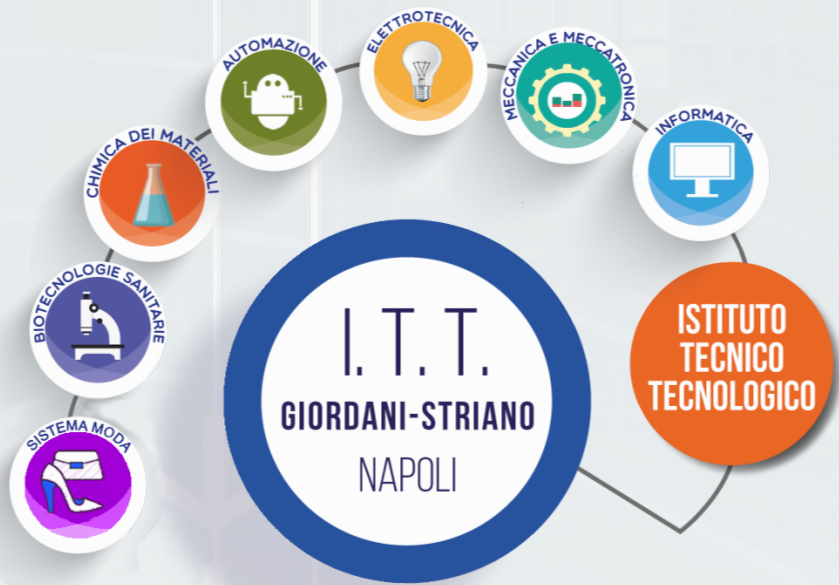 SISTEMA MODA
BIOTECNOLOGIE SANITARIE
CHIMICA DEI MATERIALI
AUTOMAZIONE
ELETTROTECNICA
MECCANICA E MECCATRONICA
INFORMATICA
ISTITUTO
TECNICO
TECNOLOGICO
I.T.T.
GIORDANI-STRIANO
NAPOLI